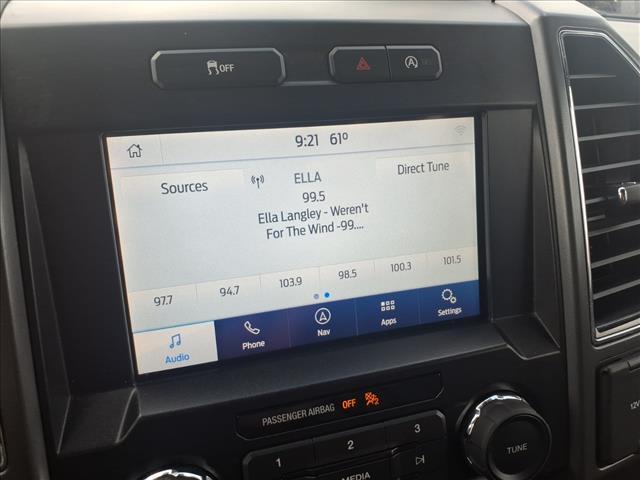 OFF
9:21 61°
Sources
ELLA
Direct Tune
99.5
Ella Langley - Weren't
For The Wind -99....
97.7 94.7 103.9 98.5 100.3 101.5
Audio Phone Nav Apps Settings
PASSENGER AIRBAG OFF
1 2 3
MEDIA
TUNE
12V